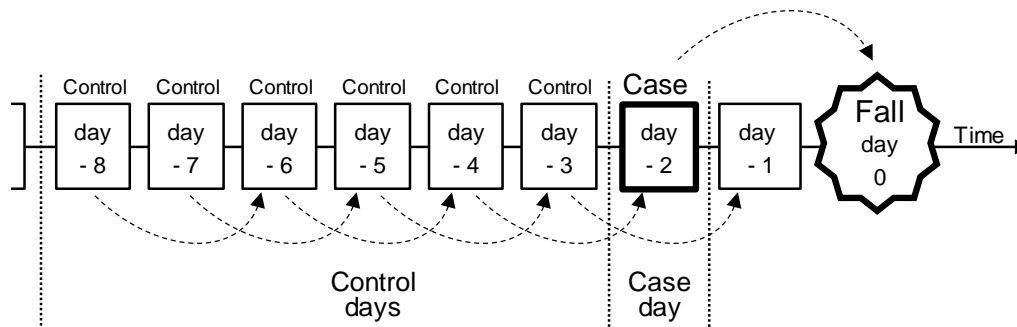 Control Control Control Control Control Control Case
day day day day day day day day Fall
- 8 - 7 - 6 - 5 - 4 - 3 - 2 - 1 day
0
Time
Control
days
Case
day